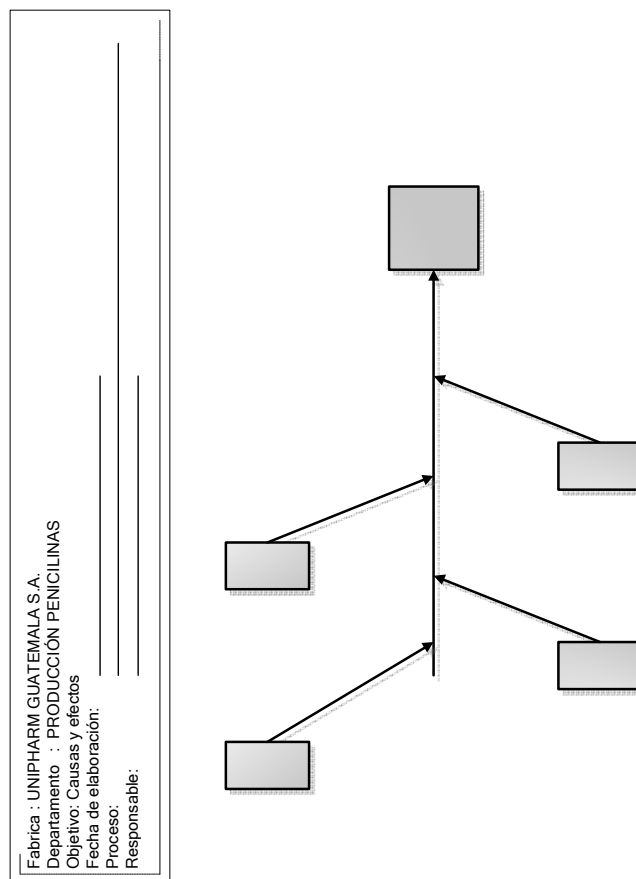 Fabrica : UNIPHARM GUATEMALA S.A.
Departamento : PRODUCCIÓN PENICILINAS
Objetivo: Causas y efectos
Fecha de elaboración:
Proceso:
Responsable: